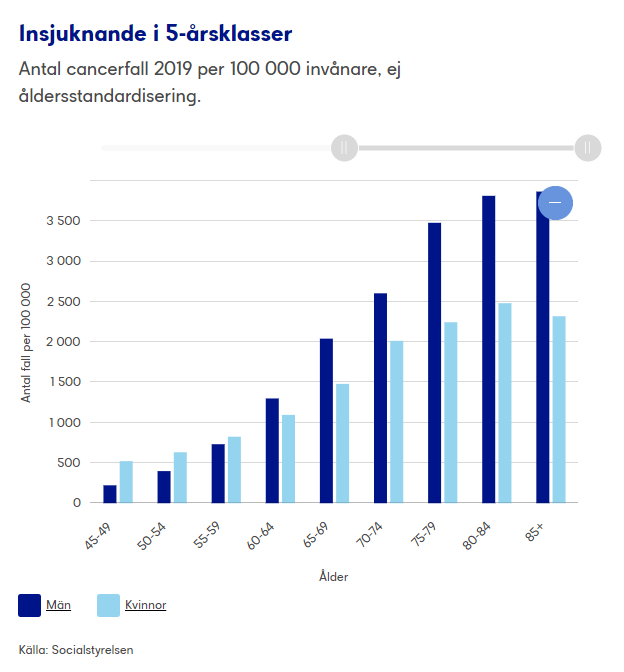 Insjuknande i 5-årsklasser
Antal cancerfall 2019 per 100 000 invånare, ej
åldersstandardisering.
3 500
3 000
2 500
2 000
1 500
1 000
500
0
Antal fall per 100 000
45-49
50-54
55-59
60-64
65-69
70-74
75-79
80-84
85+
Ålder
Män
Kvinnor
Källa: Socialstyrelsen